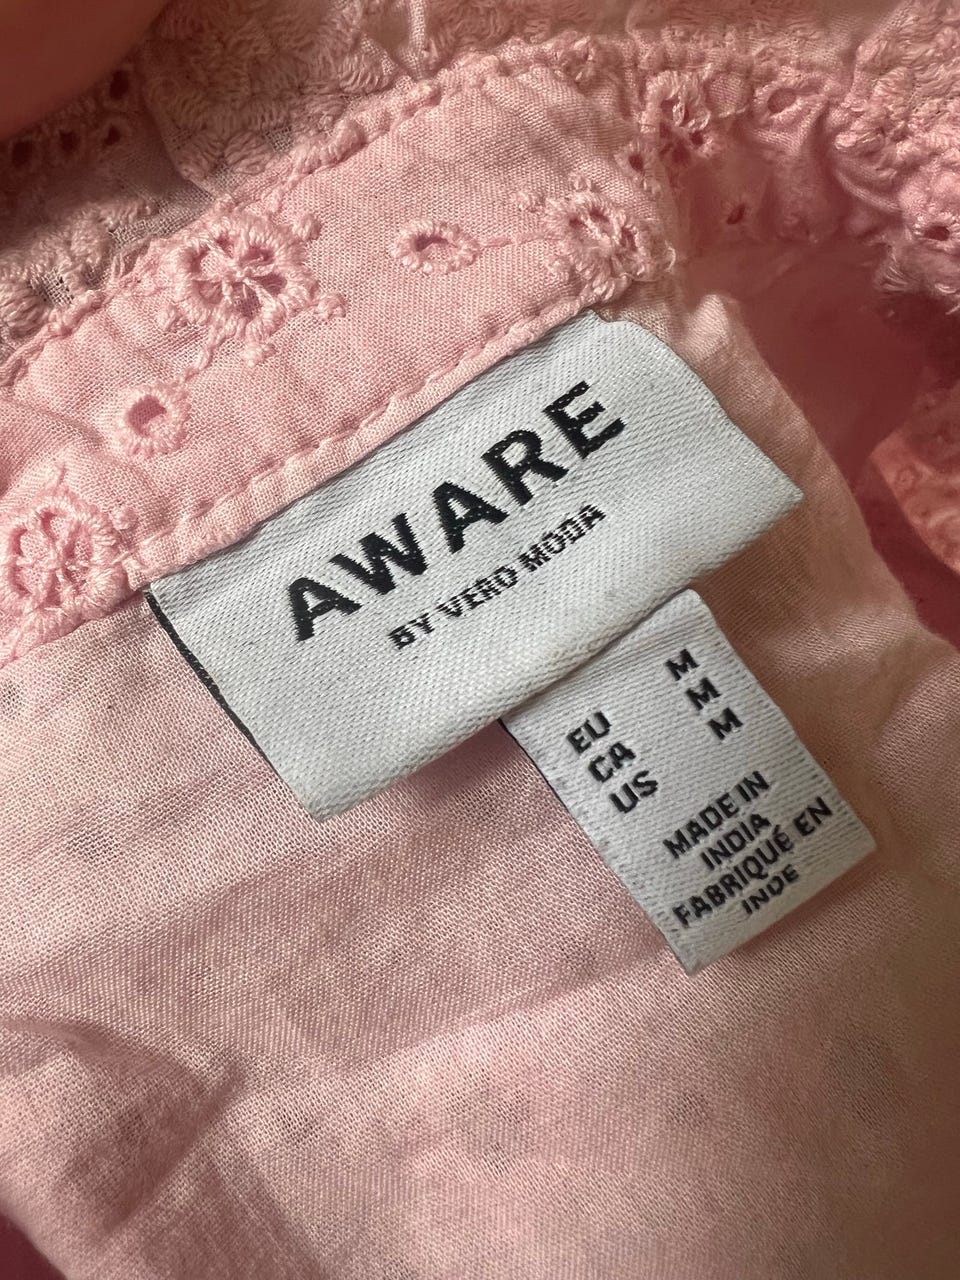 AWARE
BY VERO MODA
EU M
CA M
US M
MADE IN
INDIA
FABRIQUÉ EN
INDE